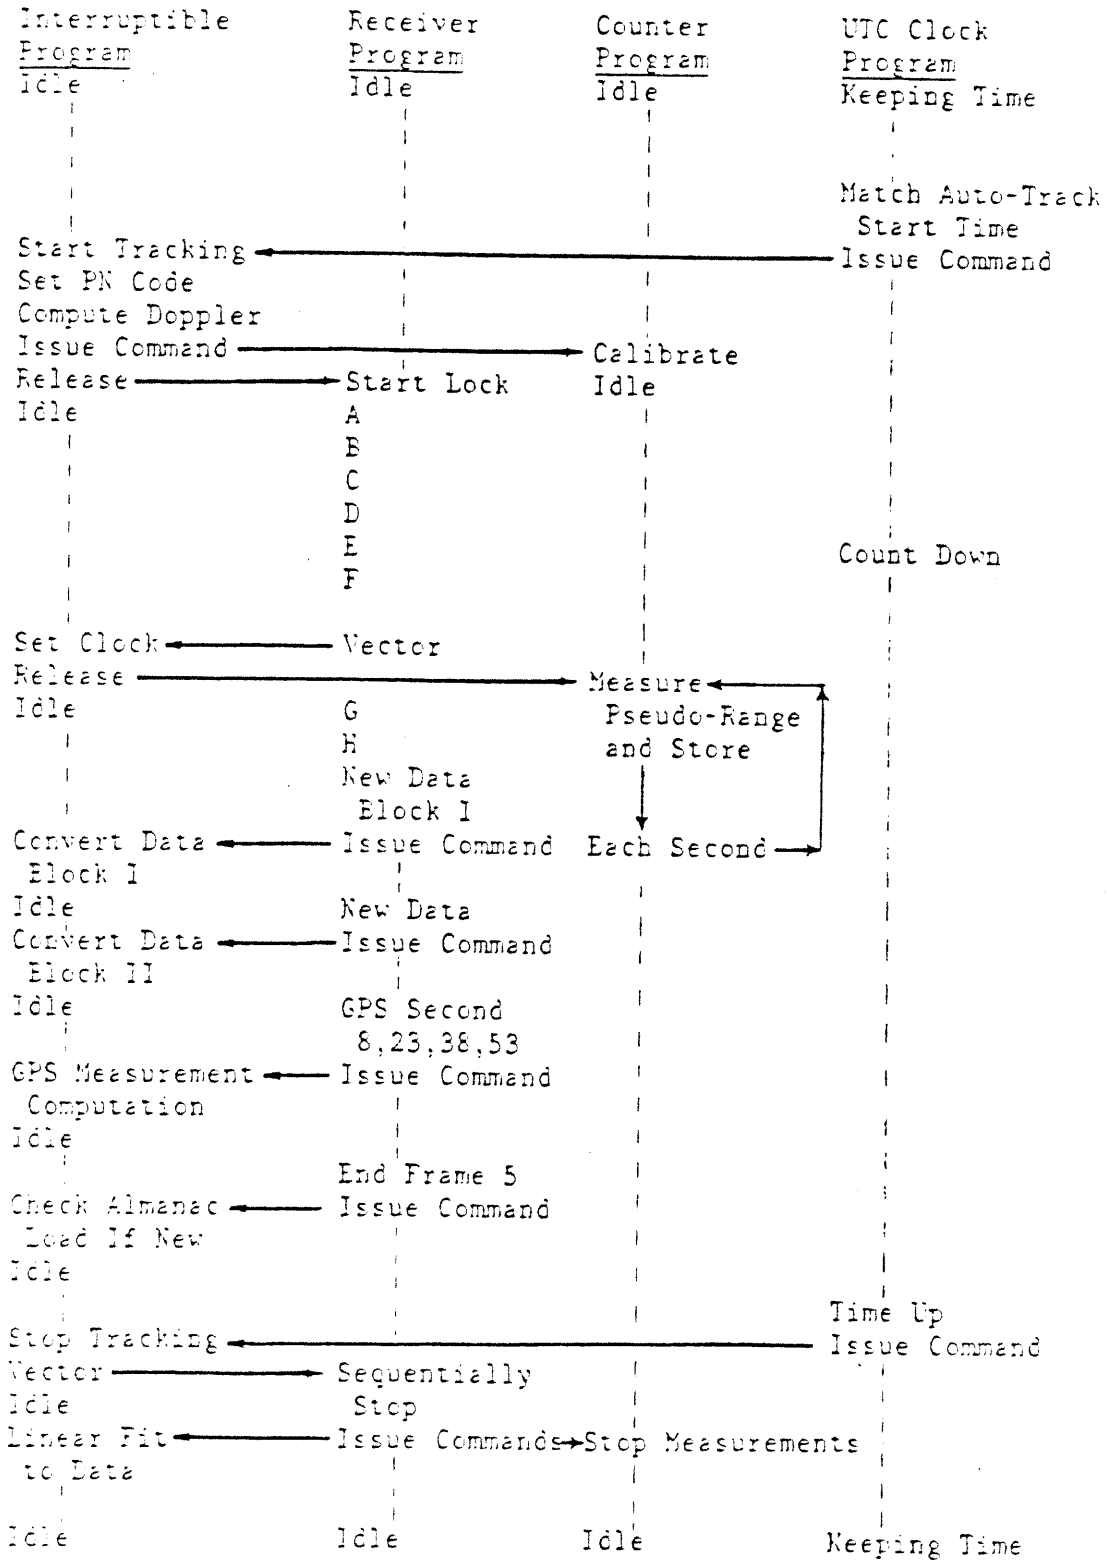 Interruptible Receiver Counter UTC Clock
Program Program Program Program
Idle Idle Idle Keeping Time
Match Auto-Track
Start Time
Start Tracking Issue Command
Set PN Code
Compute Doppler
Issue Command Calibrate
Release Start Lock Idle
Idle A
B
C
D
E Count Down
F
Set Clock Vector
Release Measure
Idle G Pseudo-Range
H and Store
New Data
Block I
Convert Data Issue Command Each Second
Block I
Idle New Data
Convert Data Issue Command
Block II
Idle GPS Second
8,23,38,53
GPS Measurement Issue Command
Computation
Idle
End Frame 5
Check Almanac Issue Command
Load If New
Idle
Time Up
Stop Tracking Issue Command
Vector Sequentially
Idle Stop
Linear Fit Issue Commands Stop Measurements
to Data
Idle Idle Idle Keeping Time